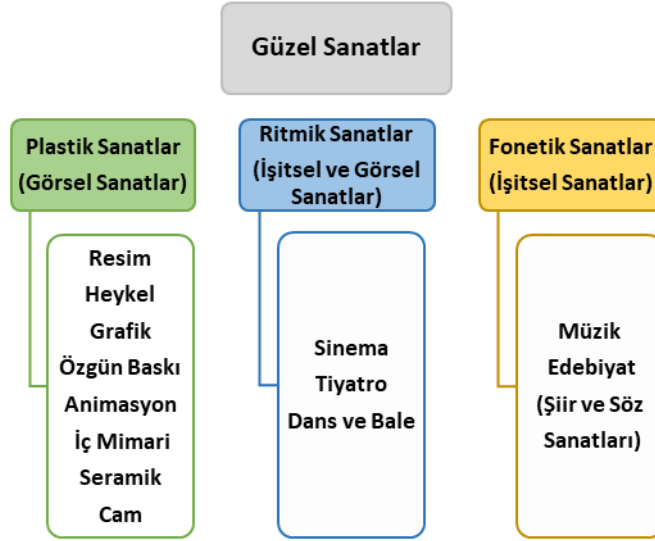 Güzel Sanatlar
Plastik Sanatlar
(Görsel Sanatlar)
Resim
Heykel
Grafik
Özgün Baskı
Animasyon
İç Mimari
Seramik
Cam
Ritmik Sanatlar
(İşitsel ve Görsel
Sanatlar)
Sinema
Tiyatro
Dans ve Bale
Fonetik Sanatlar
(İşitsel Sanatlar)
Müzik
Edebiyat
(Şiir ve Söz
Sanatları)